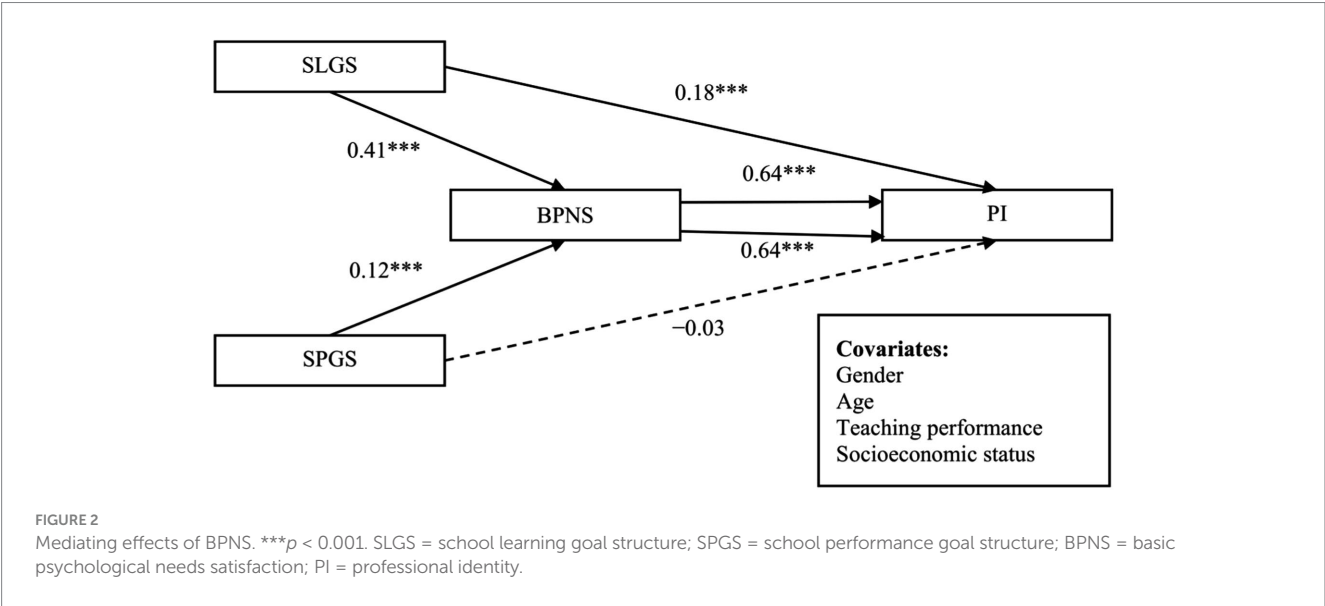 SLGS
0.18***
0.41***
0.64***
BPNS
PI
0.64***
0.12***
−0.03
SPGS
Covariates:
Gender
Age
Teaching performance
Socioeconomic status
FIGURE 2
Mediating effects of BPNS. ***p < 0.001. SLGS = school learning goal structure; SPGS = school performance goal structure; BPNS = basic
psychological needs satisfaction; PI = professional identity.